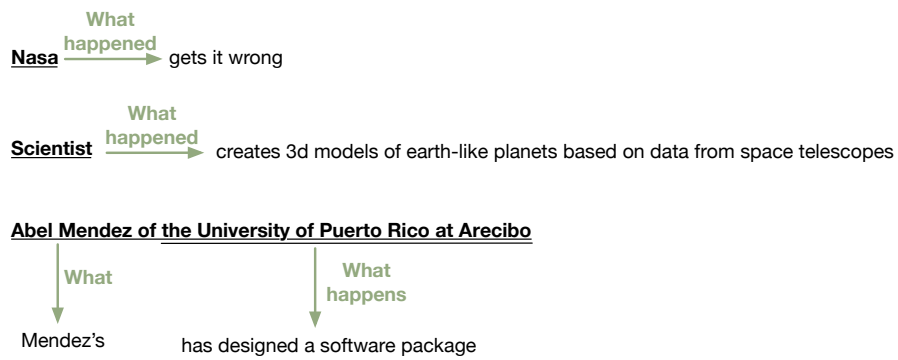 What
happened
Nasa gets it wrong
What
happened
Scientist creates 3d models of earth-like planets based on data from space telescopes
Abel Mendez of the University of Puerto Rico at Arecibo
What
What
happens
Mendez's
has designed a software package